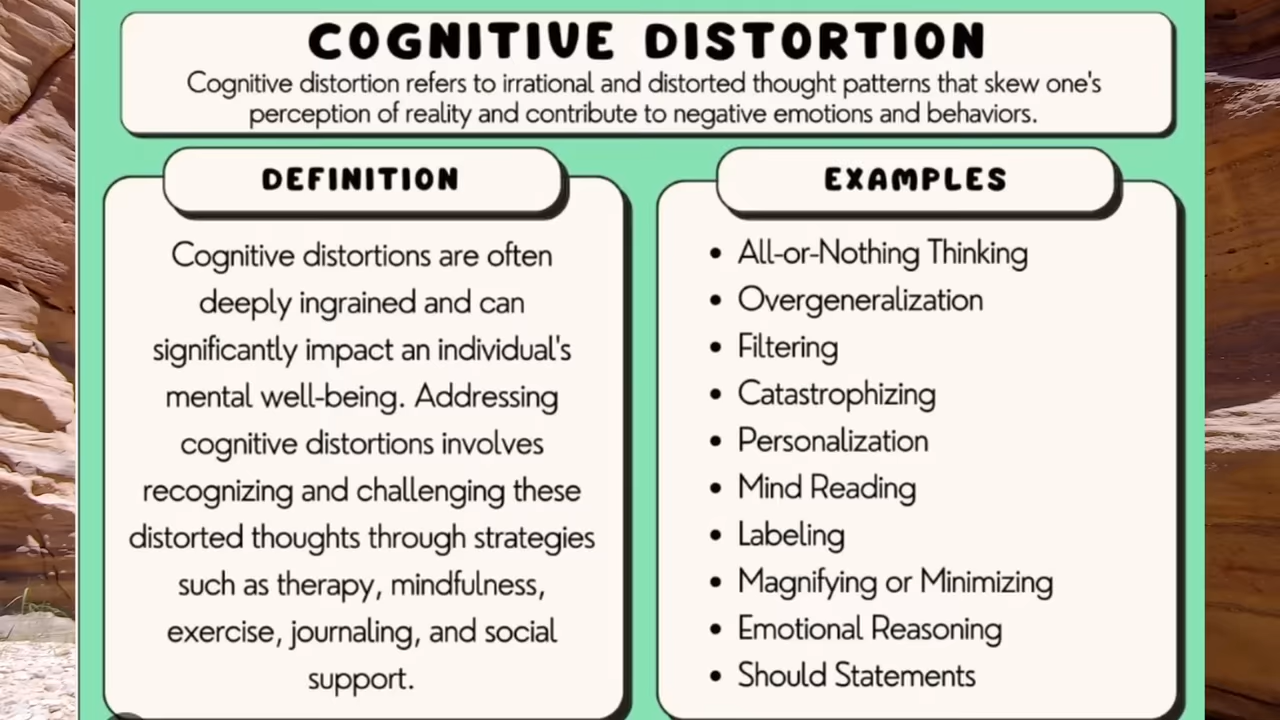 COGNITIVE DISTORTION
Cognitive distortion refers to irrational and distorted thought patterns that skew one's
perception of reality and contribute to negative emotions and behaviors.
DEFINITION
Cognitive distortions are often
deeply ingrained and can
significantly impact an individual's
mental well-being. Addressing
cognitive distortions involves
recognizing and challenging these
distorted thoughts through strategies
such as therapy, mindfulness,
exercise, journaling, and social
support.
EXAMPLES
• All-or-Nothing Thinking
• Overgeneralization
• Filtering
• Catastrophizing
• Personalization
• Mind Reading
• Labeling
• Magnifying or Minimizing
• Emotional Reasoning
• Should Statements